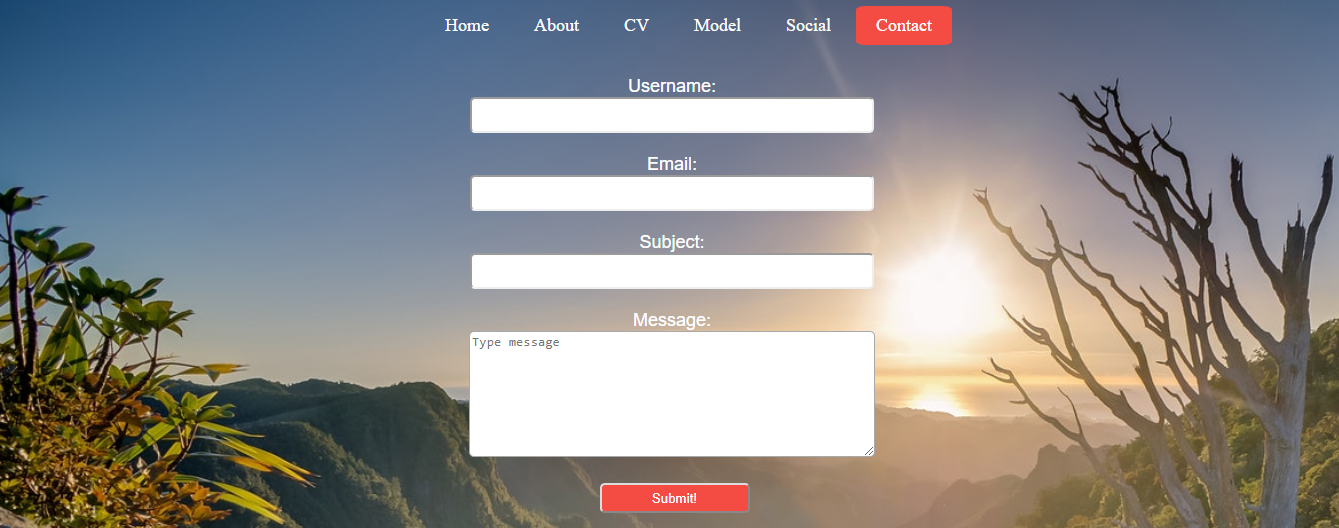 Home About CV Model Social Contact
Username:
Email:
Subject:
Message:
Type message
Submit!